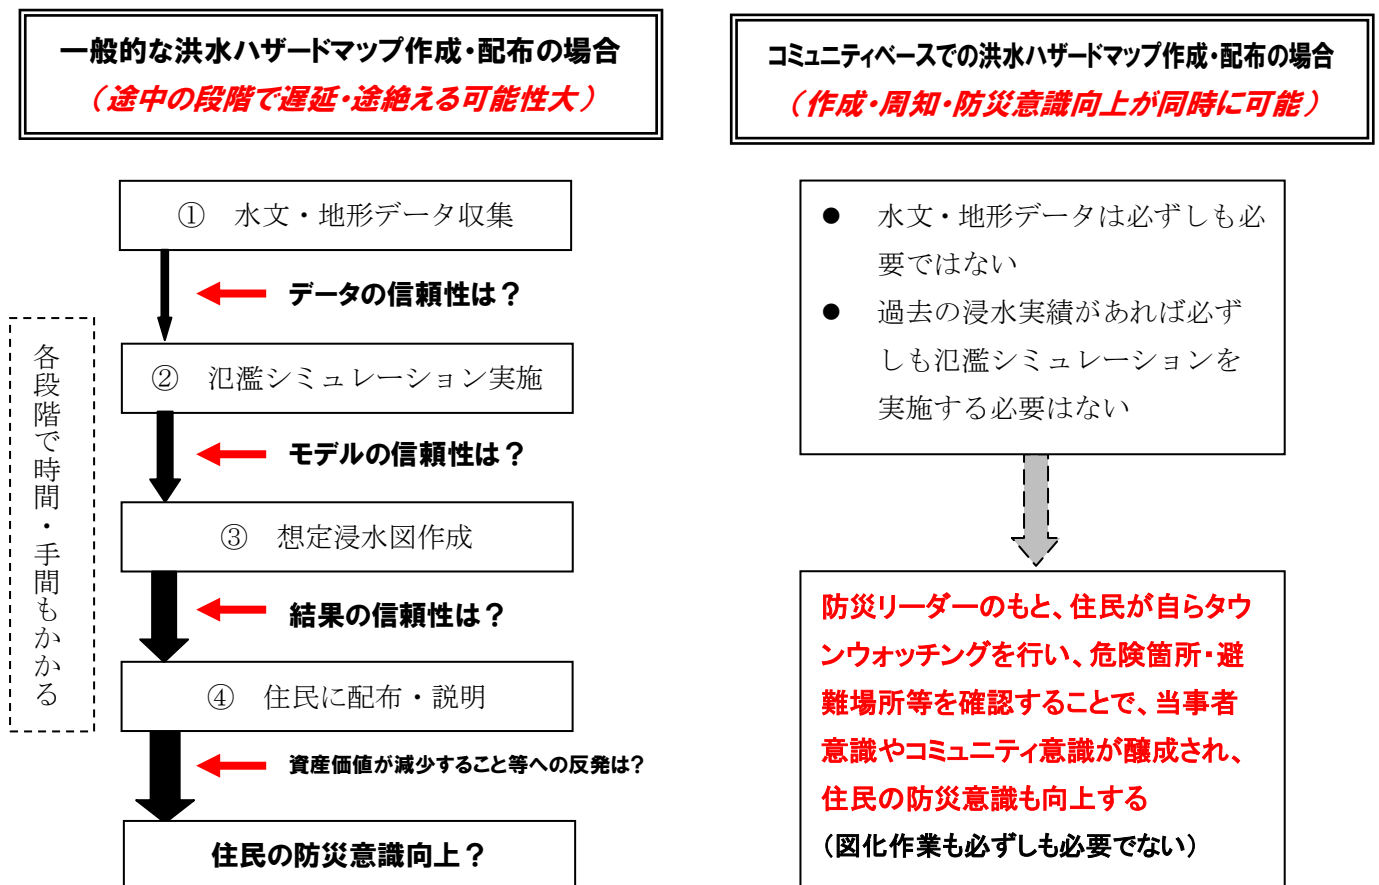 一般的な洪水ハザードマップ作成・配布の場合
（途中の段階で遅延・途絶える可能性大）
① 水文・地形データ収集
データの信頼性は？
② 氾濫シミュレーション実施
モデルの信頼性は？
③ 想定浸水図作成
結果の信頼性は？
④ 住民に配布・説明
資産価値が減少すること等への反発は？
住民の防災意識向上？
各段階で時間・手間もかかる
コミュニティベースでの洪水ハザードマップ作成・配布の場合
（作成・周知・防災意識向上が同時に可能）
● 水文・地形データは必ずしも必
要ではない
● 過去の浸水実績があれば必ず
しも氾濫シミュレーションを
実施する必要はない
防災リーダーのもと、住民が自らタウ
ンウォッチングを行い、危険箇所・避
難場所等を確認することで、当事者
意識やコミュニティ意識が醸成され、
住民の防災意識も向上する
（図化作業も必ずしも必要でない）